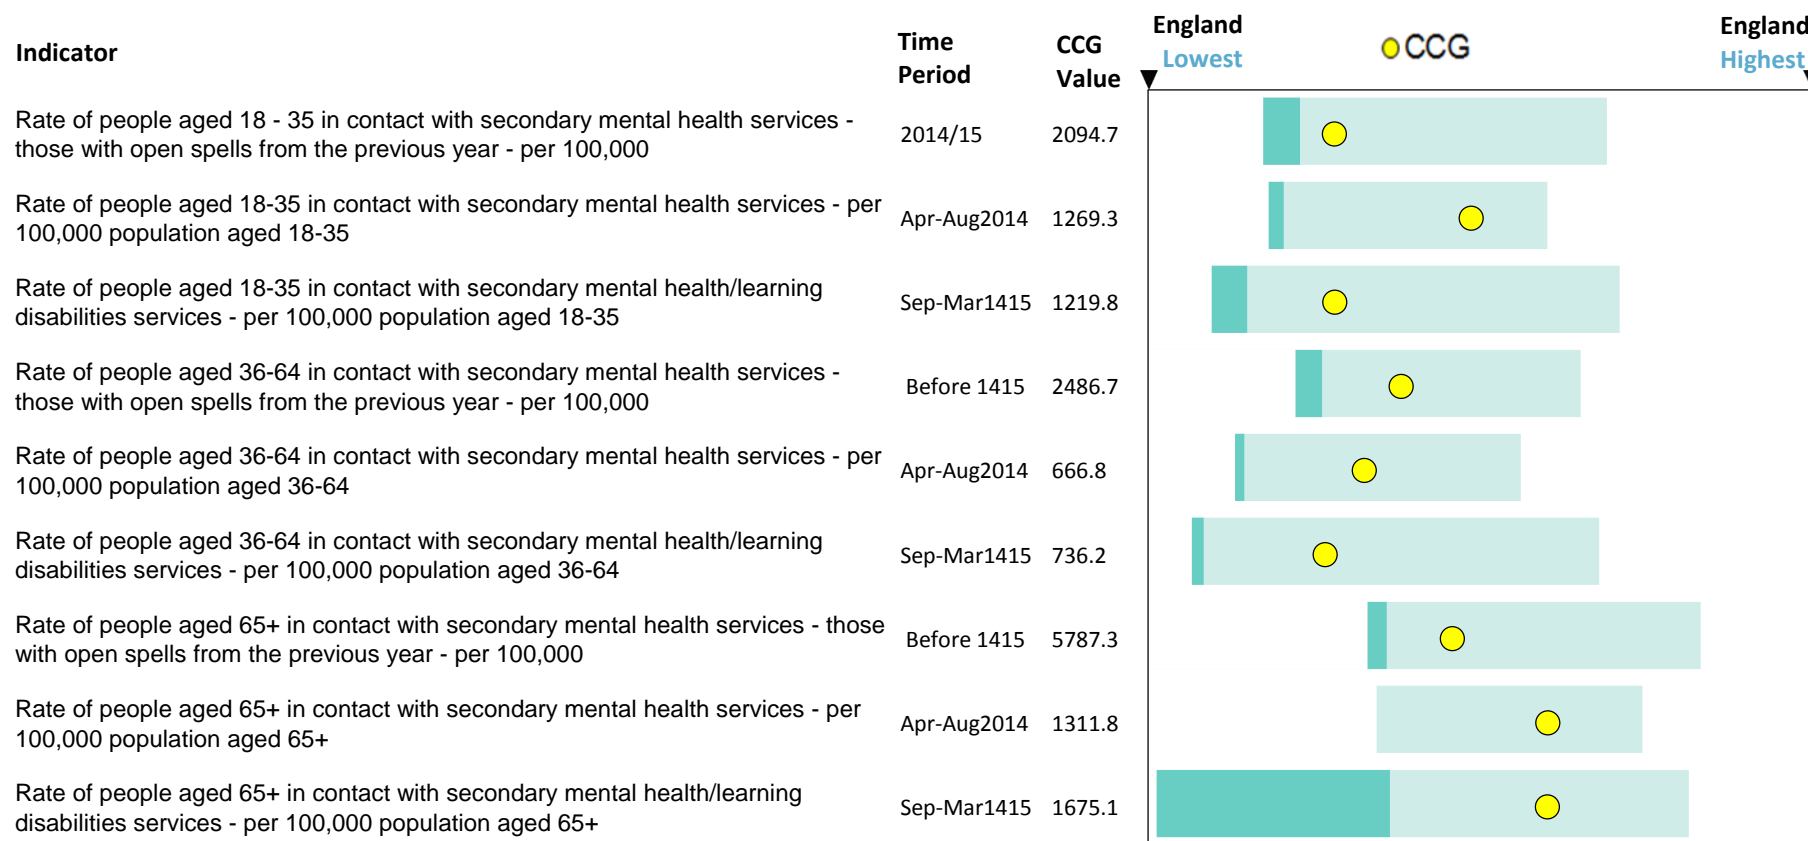 Indicator
Time
Period
CCG
Value
England
Lowest
CCG
England
Highest
Rate of people aged 18 - 35 in contact with secondary mental health services -
those with open spells from the previous year - per 100,000
2014/15
2094.7
Rate of people aged 18-35 in contact with secondary mental health services - per
100,000 population aged 18-35
Apr-Aug2014
1269.3
Rate of people aged 18-35 in contact with secondary mental health/learning
disabilities services - per 100,000 population aged 18-35
Sep-Mar1415
1219.8
Rate of people aged 36-64 in contact with secondary mental health services -
those with open spells from the previous year - per 100,000
Before 1415
2486.7
Rate of people aged 36-64 in contact with secondary mental health services - per
100,000 population aged 36-64
Apr-Aug2014
666.8
Rate of people aged 36-64 in contact with secondary mental health/learning
disabilities services - per 100,000 population aged 36-64
Sep-Mar1415
736.2
Rate of people aged 65+ in contact with secondary mental health services - those
with open spells from the previous year - per 100,000
Before 1415
5787.3
Rate of people aged 65+ in contact with secondary mental health services - per
100,000 population aged 65+
Apr-Aug2014
1311.8
Rate of people aged 65+ in contact with secondary mental health/learning
disabilities services - per 100,000 population aged 65+
Sep-Mar1415
1675.1